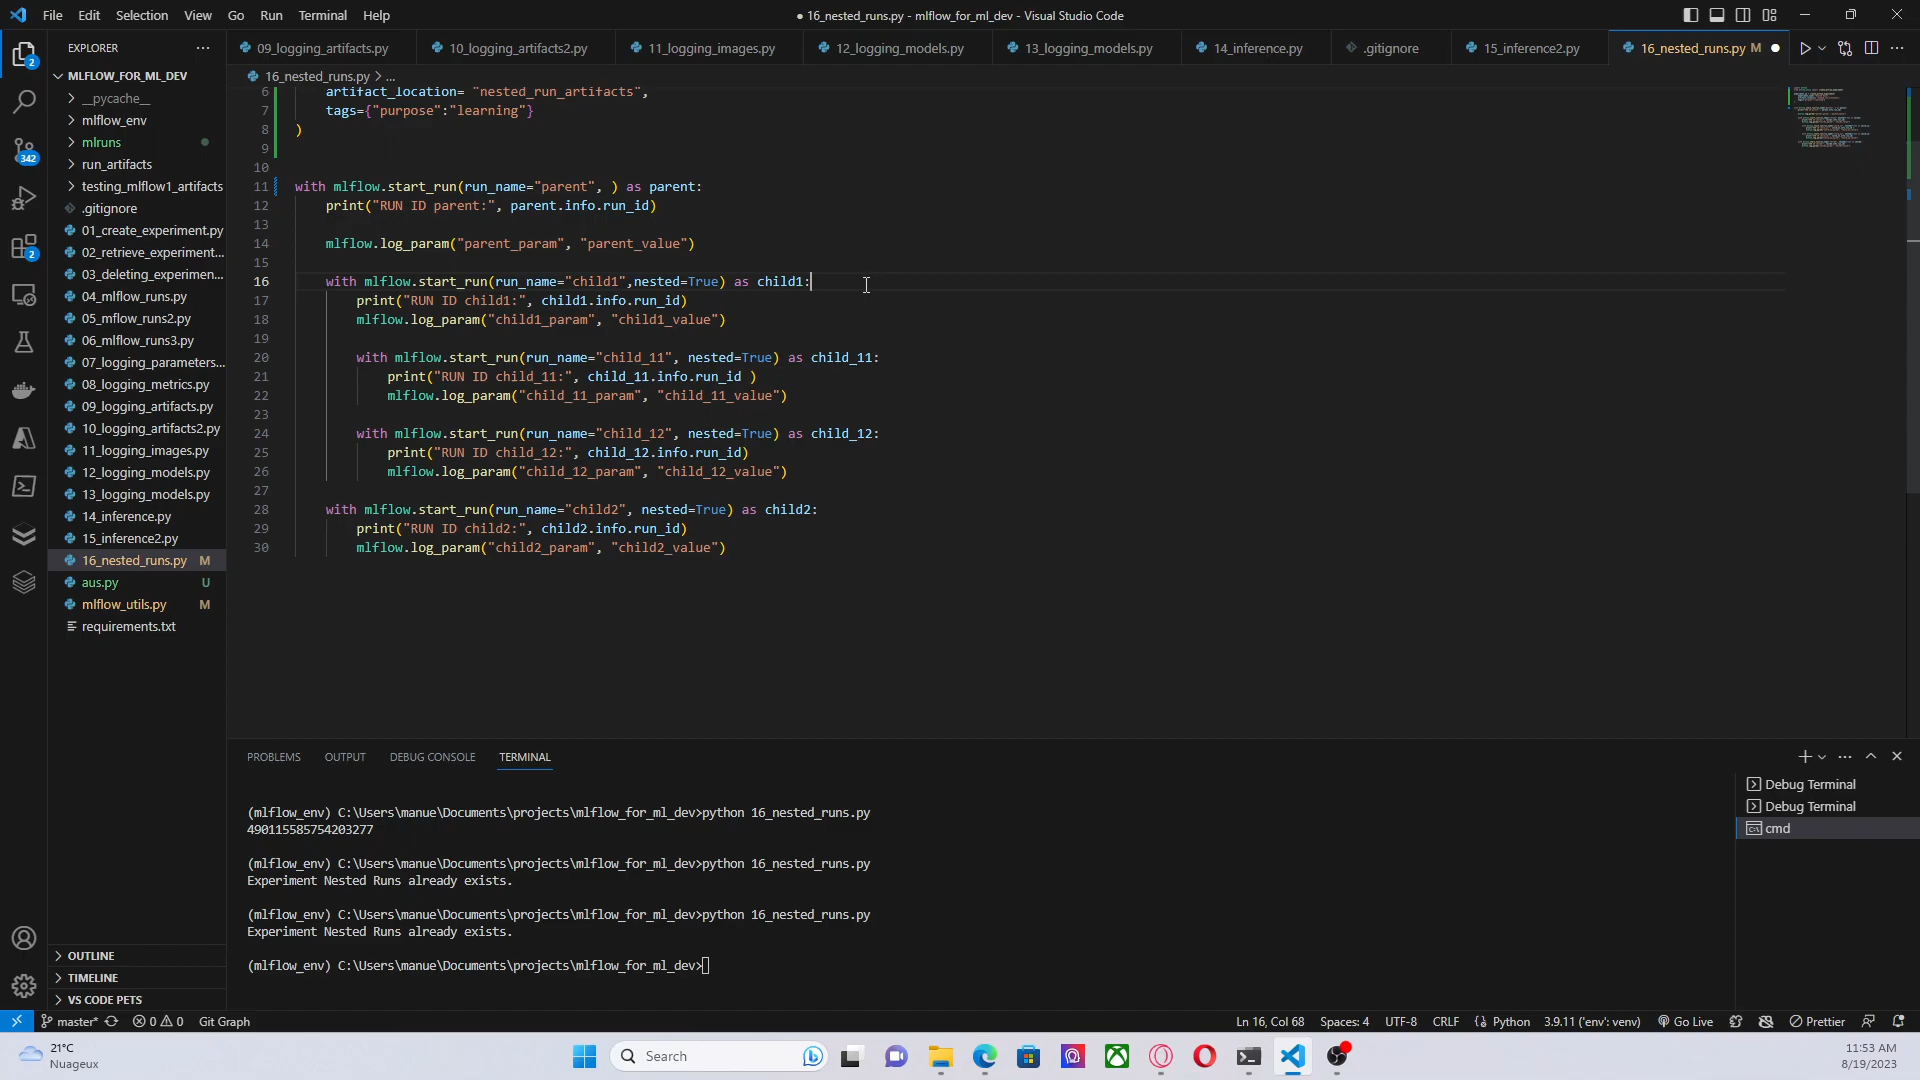 File Edit Selection View Go Run Terminal Help
● 16_nested_runs.py - mlflow_for_ml_dev - Visual Studio Code
EXPLORER
MLFLOW_FOR_ML_DEV
__pycache__
mlflow_env
mlruns
run_artifacts
testing_mlflow1_artifacts
.gitignore
01_create_experiment.py
02_retrieve_experiment...
03_deleting_experimen...
04_mlflow_runs.py
05_mflow_runs2.py
06_mlflow_runs3.py
07_logging_parameters...
08_logging_metrics.py
09_logging_artifacts.py
10_logging_artifacts2.py
11_logging_images.py
12_logging_models.py
13_logging_models.py
14_inference.py
15_inference2.py
16_nested_runs.py M
aus.py U
mlflow_utils.py M
requirements.txt
OUTLINE
TIMELINE
VS CODE PETS
2
342
2
09_logging_artifacts.py 10_logging_artifacts2.py 11_logging_images.py 12_logging_models.py 13_logging_models.py 14_inference.py .gitignore 15_inference2.py 16_nested_runs.py M
16_nested_runs.py > ...
6 artifact_location= "nested_run_artifacts",
7 tags={"purpose":"learning"}
8 )
9
10
11 with mlflow.start_run(run_name="parent", ) as parent:
12 print("RUN ID parent:", parent.info.run_id)
13
14 mlflow.log_param("parent_param", "parent_value")
15
16 with mlflow.start_run(run_name="child1",nested=True) as child1:
17 print("RUN ID child1:", child1.info.run_id)
18 mlflow.log_param("child1_param", "child1_value")
19
20 with mlflow.start_run(run_name="child_11", nested=True) as child_11:
21 print("RUN ID child_11:", child_11.info.run_id )
22 mlflow.log_param("child_11_param", "child_11_value")
23
24 with mlflow.start_run(run_name="child_12", nested=True) as child_12:
25 print("RUN ID child_12:", child_12.info.run_id)
26 mlflow.log_param("child_12_param", "child_12_value")
27
28 with mlflow.start_run(run_name="child2", nested=True) as child2:
29 print("RUN ID child2:", child2.info.run_id)
30 mlflow.log_param("child2_param", "child2_value")
PROBLEMS OUTPUT DEBUG CONSOLE TERMINAL
(mlflow_env) C:\Users\manue\Documents\projects\mlflow_for_ml_dev>python 16_nested_runs.py
490115585754203277
(mlflow_env) C:\Users\manue\Documents\projects\mlflow_for_ml_dev>python 16_nested_runs.py
Experiment Nested Runs already exists.
(mlflow_env) C:\Users\manue\Documents\projects\mlflow_for_ml_dev>python 16_nested_runs.py
Experiment Nested Runs already exists.
(mlflow_env) C:\Users\manue\Documents\projects\mlflow_for_ml_dev>
Debug Terminal
Debug Terminal
cmd
master* 0 0 Git Graph
Ln 16, Col 68 Spaces: 4 UTF-8 CRLF Python 3.9.11 ('env': venv) Go Live Prettier
21°C
Nuageux
Search
11:53 AM
8/19/2023